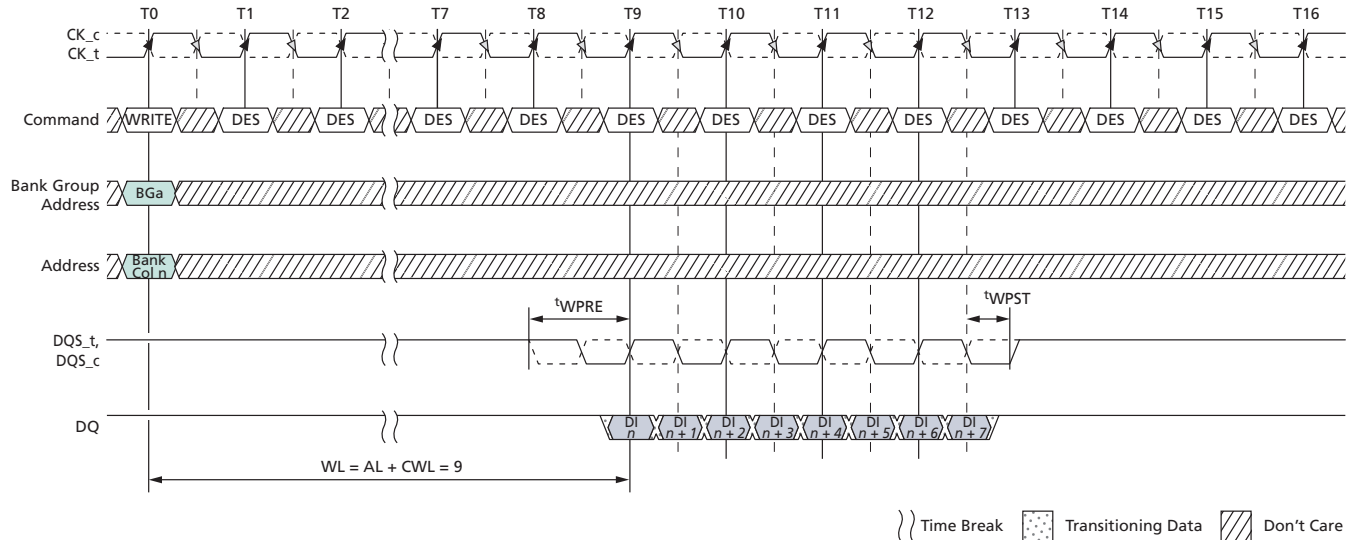 T0 T1 T2 T7 T8 T9 T10 T11 T12 T13 T14 T15 T16
CK_c
CK_t
Command WRITE DES DES DES DES DES DES DES DES DES DES DES DES
Bank Group
Address
BGa
Address
Bank
Col n
tWPRE
tWPST
DQS_t,
DQS_c
DQ
DI DI DI DI DI DI DI DI
n n + 1 n + 2 n + 3 n + 4 n + 5 n + 6 n + 7
WL = AL + CWL = 9
Time Break Transitioning Data Don't Care